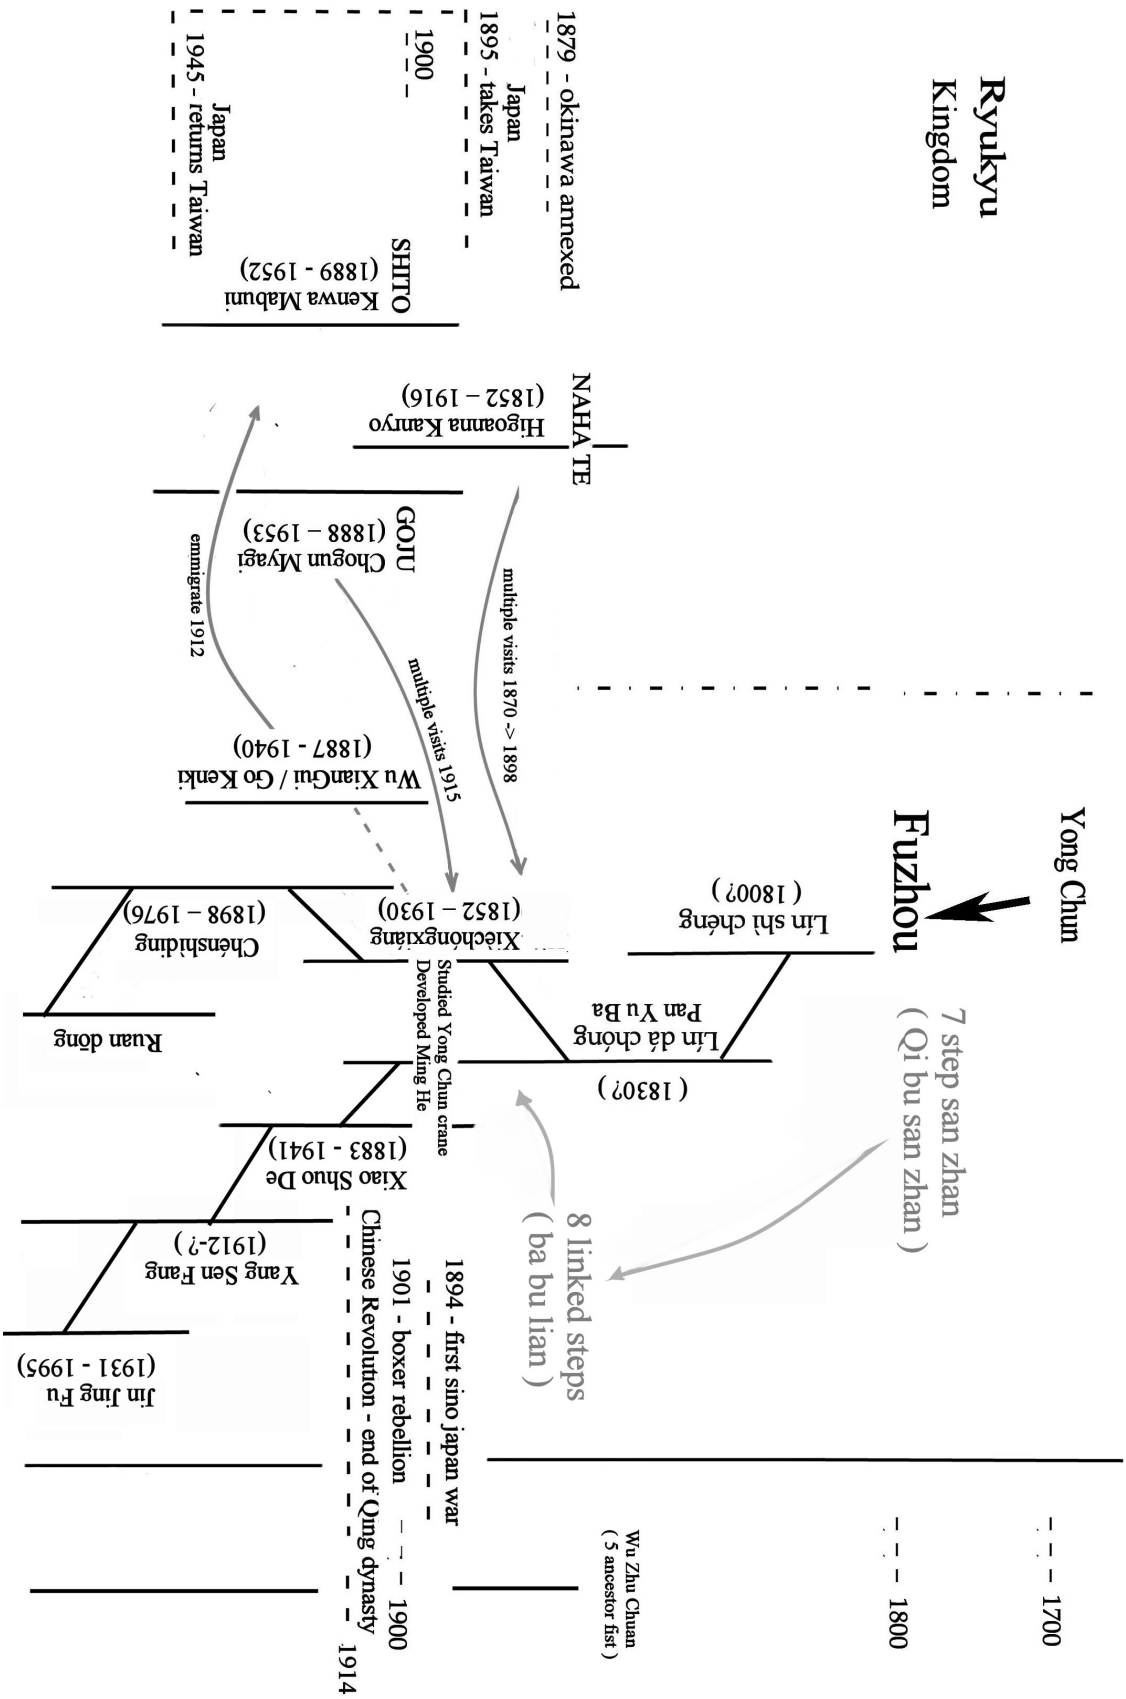 Ryukyu
Kingdom
Yong Chun
Fuzhou
1700
1800
7 step san zhan
( Qi bu san zhan )
Lín shì chéng
( 1800? )
Lín dá chóng
Pan Yu Ba
( 1830? )
8 linked steps
( ba bu lian )
Wu Zhu Chuan
( 5 ancestor fist )
1879 - okinawa annexed
NAHA TE
Higoanna Kanryo
(1852 – 1916)
multiple visits 1870 -> 1898
Japan
1895 - takes Taiwan
1900
SHITO
Kenwa Mabuni
(1889 - 1952)
GOJU
Chogun Myagi
(1888 – 1953)
multiple visits 1915
Xièchóngxiáng
(1852 – 1930)
Studied Yong Chun crane
Developed Ming He
1894 - first sino japan war
1901 - boxer rebellion
1900
Chinese Revolution - end of Qing dynasty
1914
Wu XianGui / Go Kenki
(1887 - 1940)
emmigrate 1912
Japan
1945 - returns Taiwan
Chénshìdīng
(1898 – 1976)
Ruan dōng
Xiao Shuo De
(1883 - 1941)
Yang Sen Fang
(1912-? )
Jin Jing Fu
(1931 - 1995)